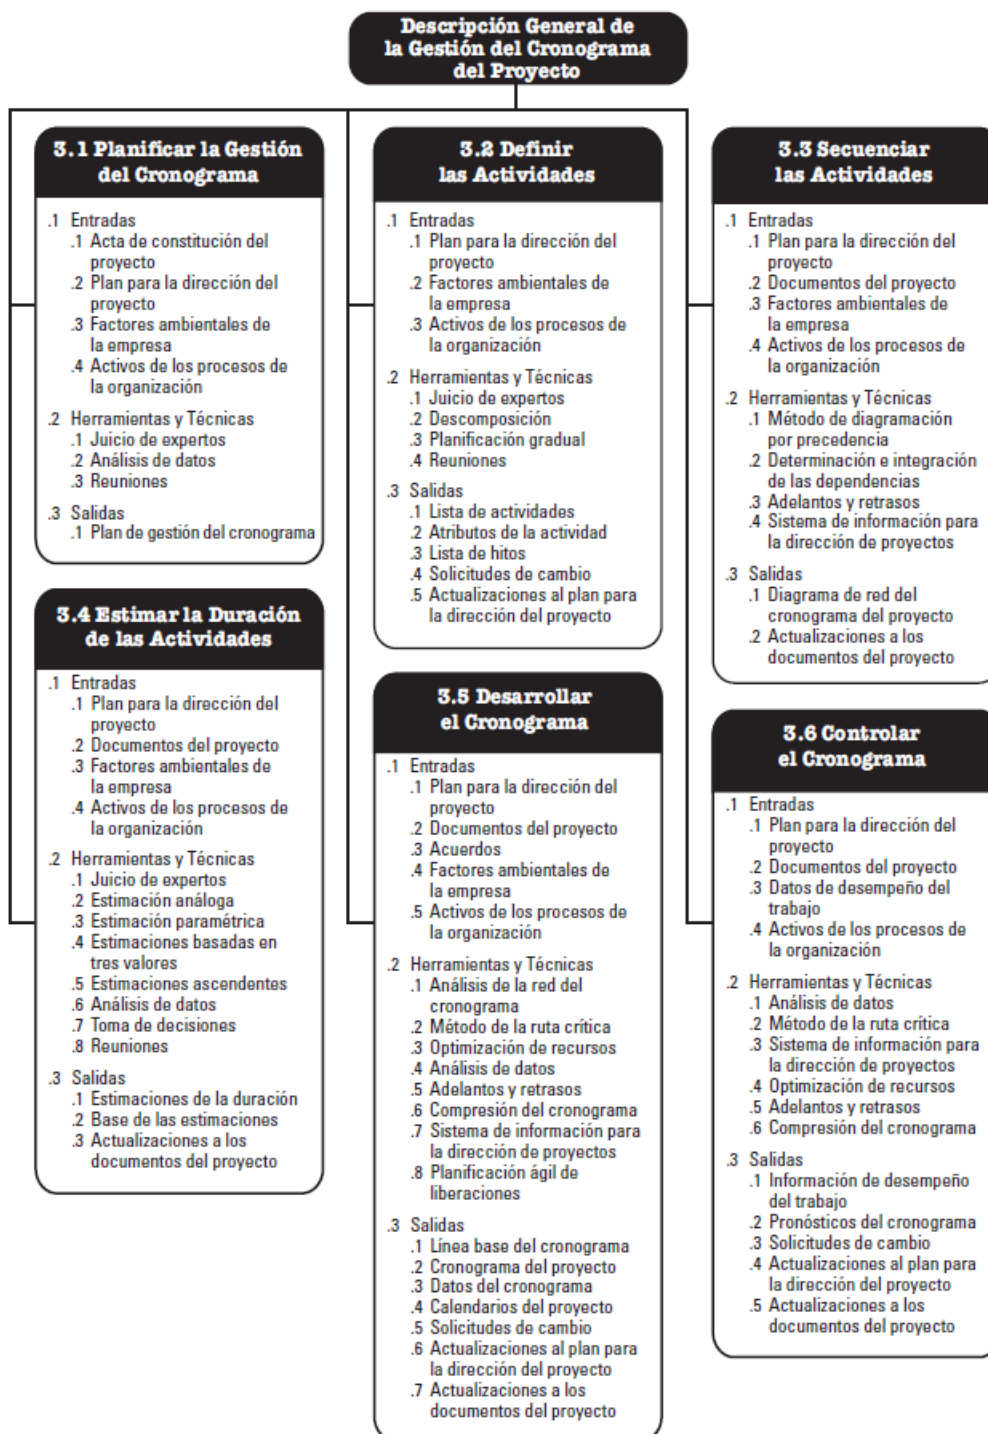 Descripción General de
la Gestión del Cronograma
del Proyecto
3.1 Planificar la Gestión
del Cronograma
.1 Entradas
.1 Acta de constitución del
proyecto
.2 Plan para la dirección del
proyecto
.3 Factores ambientales de
la empresa
.4 Activos de los procesos de
la organización
.2 Herramientas y Técnicas
.1 Juicio de expertos
.2 Análisis de datos
.3 Reuniones
.3 Salidas
.1 Plan de gestión del cronograma
3.2 Definir
las Actividades
.1 Entradas
.1 Plan para la dirección del
proyecto
.2 Factores ambientales de
la empresa
.3 Activos de los procesos de
la organización
.2 Herramientas y Técnicas
.1 Juicio de expertos
.2 Descomposición
.3 Planificación gradual
.4 Reuniones
.3 Salidas
.1 Lista de actividades
.2 Atributos de la actividad
.3 Lista de hitos
.4 Solicitudes de cambio
.5 Actualizaciones al plan para
la dirección del proyecto
3.3 Secuenciar
las Actividades
.1 Entradas
.1 Plan para la dirección del
proyecto
.2 Documentos del proyecto
.3 Factores ambientales de
la empresa
.4 Activos de los procesos de
la organización
.2 Herramientas y Técnicas
.1 Método de diagramación
por precedencia
.2 Determinación e integración
de las dependencias
.3 Adelantos y retrasos
.4 Sistema de información para
la dirección de proyectos
.3 Salidas
.1 Diagrama de red del
cronograma del proyecto
.2 Actualizaciones a los
documentos del proyecto
3.4 Estimar la Duración
de las Actividades
.1 Entradas
.1 Plan para la dirección del
proyecto
.2 Documentos del proyecto
.3 Factores ambientales de
la empresa
.4 Activos de los procesos de
la organización
.2 Herramientas y Técnicas
.1 Juicio de expertos
.2 Estimación análoga
.3 Estimación paramétrica
.4 Estimaciones basadas en
tres valores
.5 Estimaciones ascendentes
.6 Análisis de datos
.7 Toma de decisiones
.8 Reuniones
.3 Salidas
.1 Estimaciones de la duración
.2 Base de las estimaciones
.3 Actualizaciones a los
documentos del proyecto
3.5 Desarrollar
el Cronograma
.1 Entradas
.1 Plan para la dirección del
proyecto
.2 Documentos del proyecto
.3 Acuerdos
.4 Factores ambientales de
la empresa
.5 Activos de los procesos de
la organización
.2 Herramientas y Técnicas
.1 Análisis de la red del
cronograma
.2 Método de la ruta crítica
.3 Optimización de recursos
.4 Análisis de datos
.5 Adelantos y retrasos
.6 Compresión del cronograma
.7 Sistema de información para
la dirección de proyectos
.8 Planificación ágil de
liberaciones
.3 Salidas
.1 Línea base del cronograma
.2 Cronograma del proyecto
.3 Datos del cronograma
.4 Calendarios del proyecto
.5 Solicitudes de cambio
.6 Actualizaciones al plan para
la dirección del proyecto
.7 Actualizaciones a los
documentos del proyecto
3.6 Controlar
el Cronograma
.1 Entradas
.1 Plan para la dirección del
proyecto
.2 Documentos del proyecto
.3 Datos de desempeño del
trabajo
.4 Activos de los procesos de
la organización
.2 Herramientas y Técnicas
.1 Análisis de datos
.2 Método de la ruta crítica
.3 Sistema de información para
la dirección de proyectos
.4 Optimización de recursos
.5 Adelantos y retrasos
.6 Compresión del cronograma
.3 Salidas
.1 Información de desempeño
del trabajo
.2 Pronósticos del cronograma
.3 Solicitudes de cambio
.4 Actualizaciones al plan para
la dirección del proyecto
.5 Actualizaciones a los
documentos del proyecto